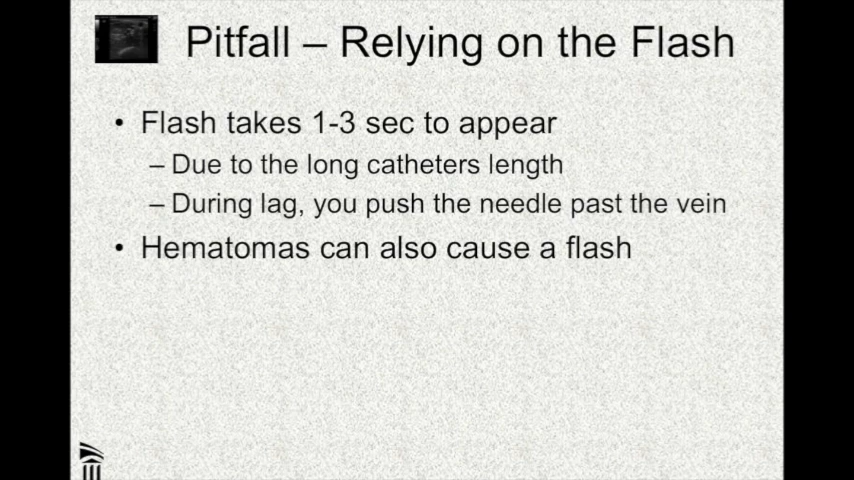 Pitfall – Relying on the Flash
• Flash takes 1-3 sec to appear
– Due to the long catheters length
– During lag, you push the needle past the vein
• Hematomas can also cause a flash